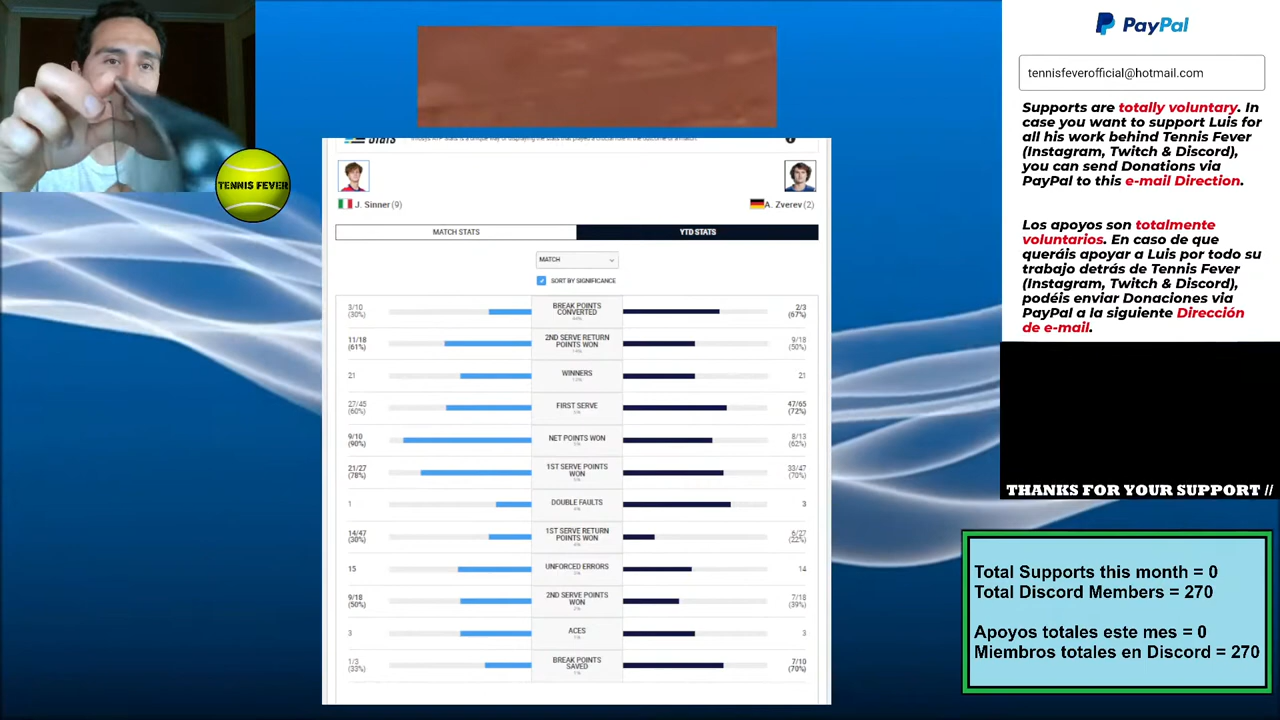 TENNIS FEVER
Stats
J. Sinner (9)
A. Zverev (2)
MATCH STATS
YTD STATS
MATCH
SORT BY SIGNIFICANCE
3/10
(30%)
BREAK POINTS
CONVERTED
2/3
(67%)
11/18
(61%)
2ND SERVE RETURN
POINTS WON
9/18
(50%)
21
WINNERS
21
27/45
(60%)
FIRST SERVE
47/65
(72%)
9/10
(90%)
NET POINTS WON
8/13
(62%)
21/27
(78%)
1ST SERVE POINTS
WON
33/47
(70%)
1
DOUBLE FAULTS
3
14/47
(30%)
1ST SERVE RETURN
POINTS WON
6/27
(22%)
15
UNFORCED ERRORS
14
9/18
(50%)
2ND SERVE POINTS
WON
7/18
(39%)
3
ACES
3
1/3
(33%)
BREAK POINTS
SAVED
7/10
(70%)
PayPal
tennisfeverofficial@hotmail.com
Supports are totally voluntary. In
case you want to support Luis for
all his work behind Tennis Fever
(Instagram, Twitch & Discord),
you can send Donations via
PayPal to this e-mail Direction.
Los apoyos son totalmente
voluntarios. En caso de que
queráis apoyar a Luis por todo su
trabajo detrás de Tennis Fever
(Instagram, Twitch & Discord),
podéis enviar Donaciones via
PayPal a la siguiente Dirección
de e-mail.
THANKS FOR YOUR SUPPORT //
Total Supports this month = 0
Total Discord Members = 270
Apoyos totales este mes = 0
Miembros totales en Discord = 270